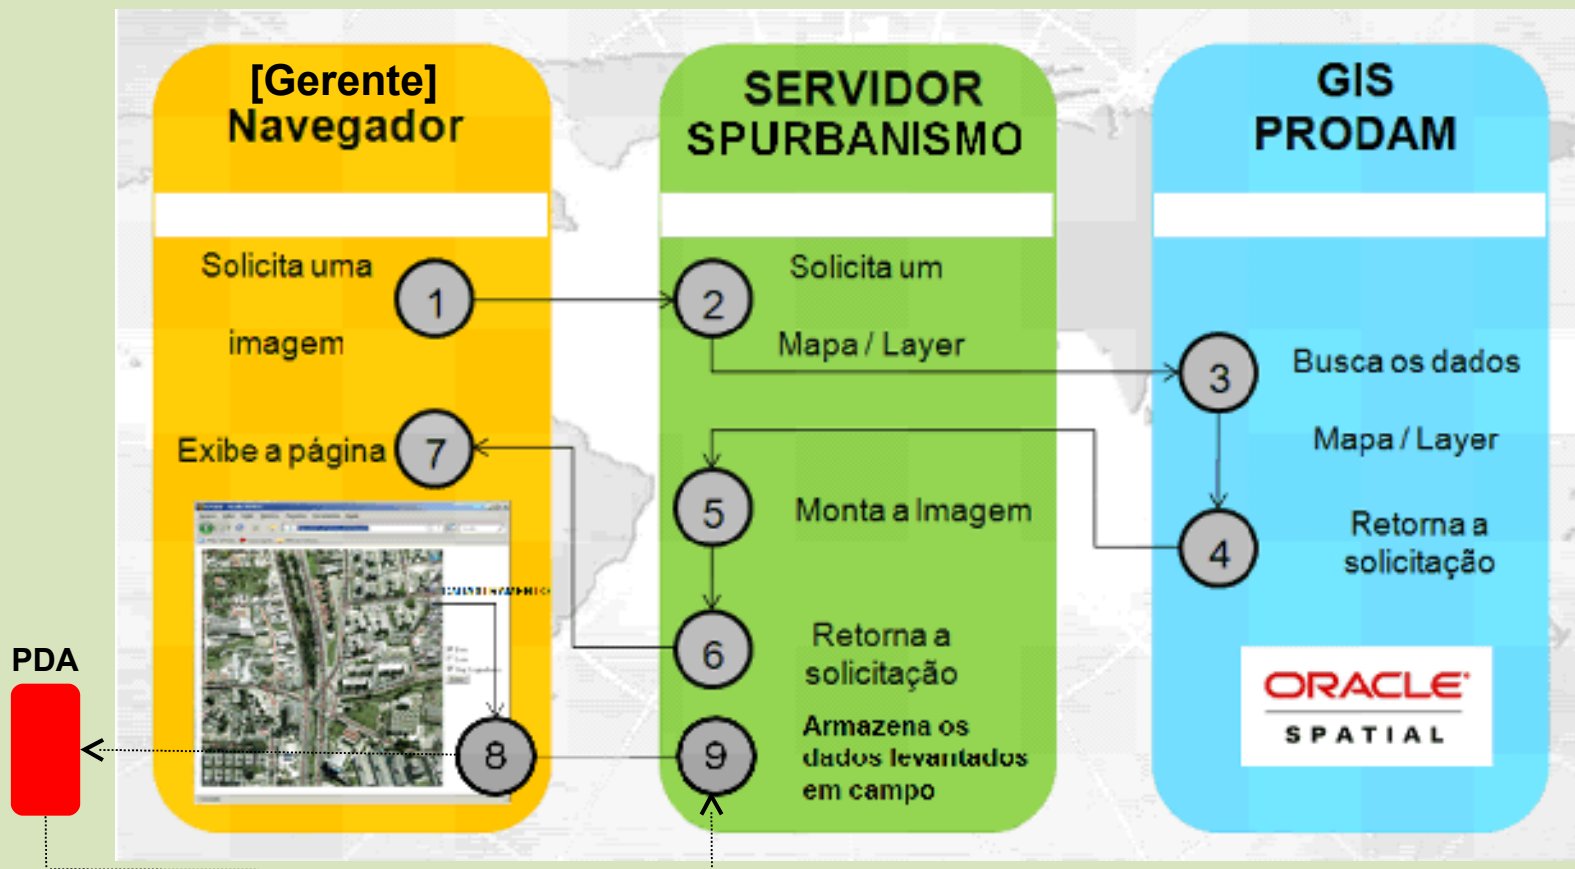 [Gerente]
Navegador
Solicita uma
1
imagem
Exibe a página
7
8
PDA
SERVIDOR
SPURBANISMO
2
Solicita um
Mapa / Layer
5
Monta a Imagem
6
Retorna a
solicitação
9
Armazena os
dados levantados
em campo
GIS
PRODAM
3
Busca os dados
Mapa / Layer
4
Retorna a
solicitação
ORACLE
SPATIAL